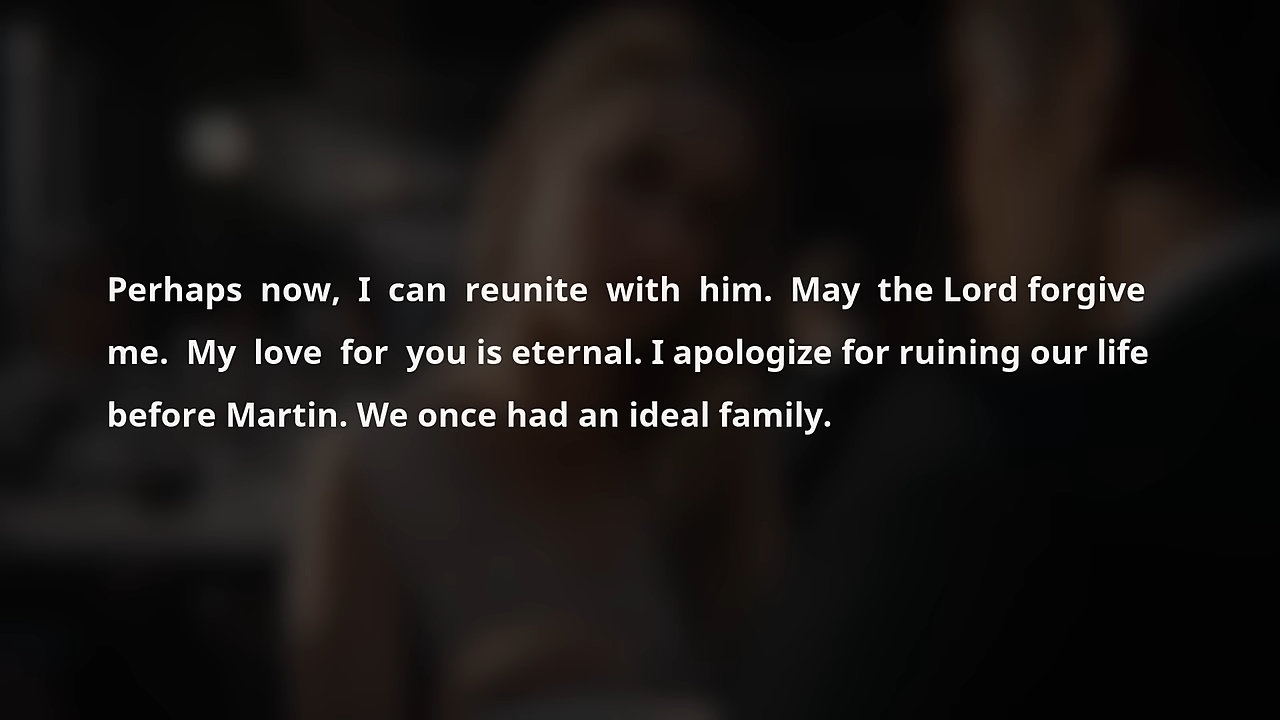 Perhaps now, I can reunite with him. May the Lord forgive
me. My love for you is eternal. I apologize for ruining our life
before Martin. We once had an ideal family.